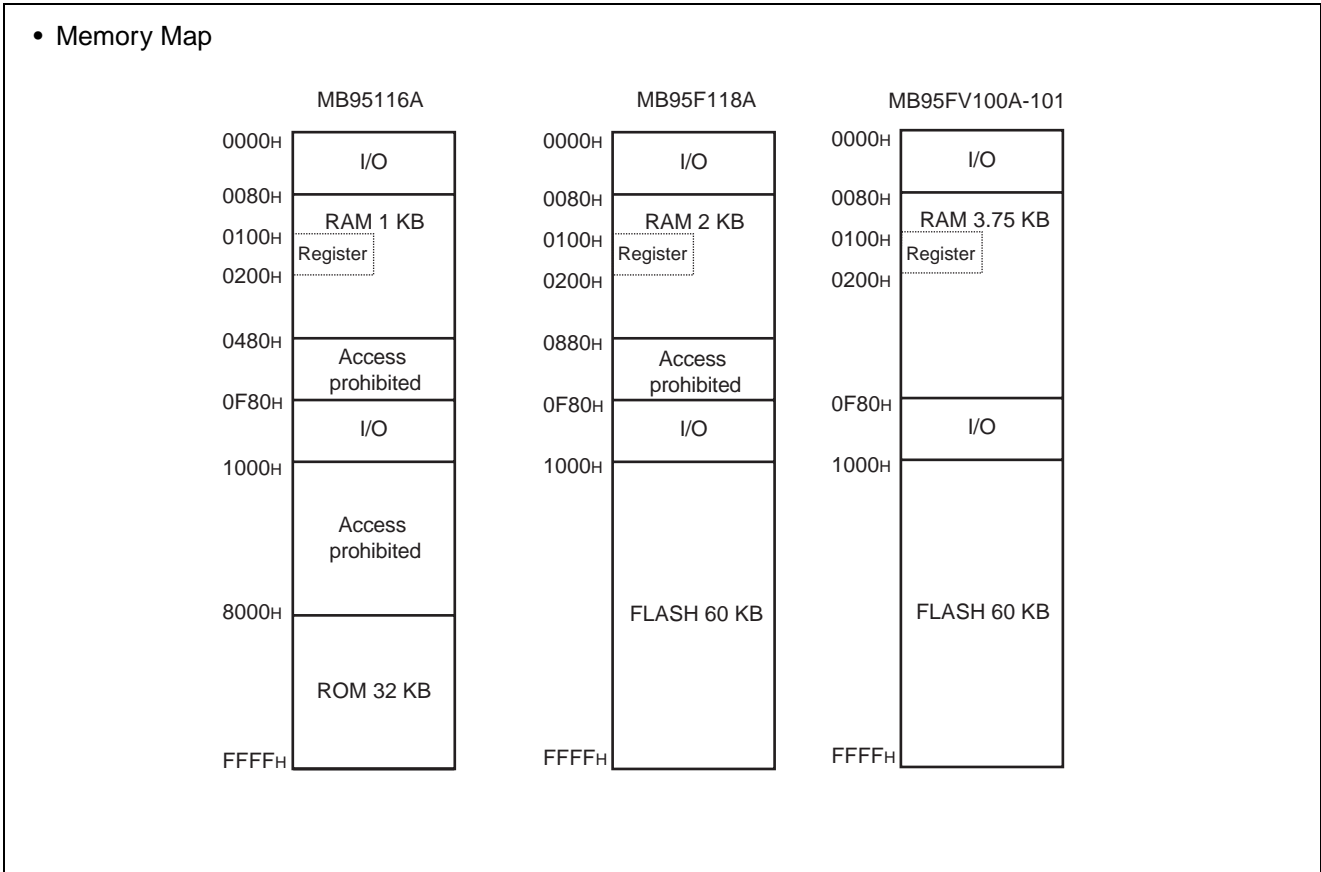 • Memory Map
MB95116A
0000H
I/O
0080H
RAM 1 KB
0100H
Register
0200H
0480H
Access
prohibited
0F80H
I/O
1000H
Access
prohibited
8000H
ROM 32 KB
FFFFH
MB95F118A
0000H
I/O
0080H
RAM 2 KB
0100H
Register
0200H
0880H
Access
prohibited
0F80H
I/O
1000H
FLASH 60 KB
FFFFH
MB95FV100A-101
0000H
I/O
0080H
RAM 3.75 KB
0100H
Register
0200H
0F80H
I/O
1000H
FLASH 60 KB
FFFFH